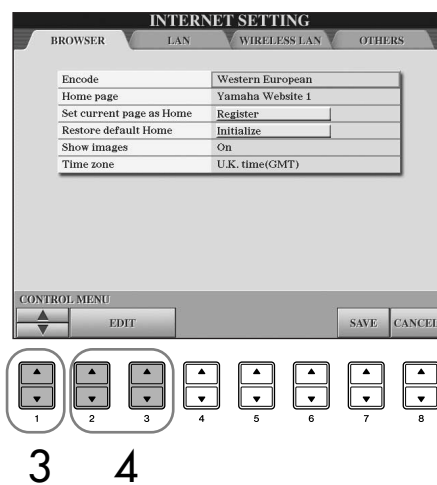 INTERNET SETTING
BROWSER LAN WIRELESS LAN OTHERS
Encode Western European
Home page Yamaha Website 1
Set current page as Home Register
Restore default Home Initialize
Show images On
Time zone U.K. time(GMT)
CONTROL MENU
EDIT SAVE CANCEL
1 2 3 4 5 6 7 8
3 4